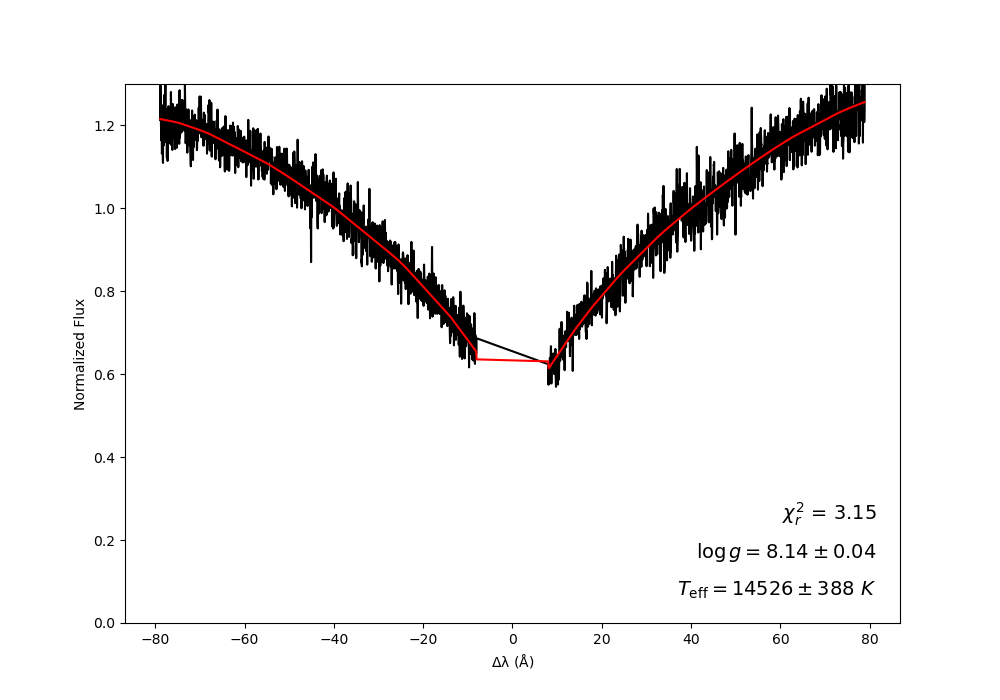 1.2
1.0
0.8
0.6
0.4
0.2
0.0
Normalized Flux
χ²ᵣ = 3.15
log g = 8.14 ± 0.04
T_eff = 14526 ± 388 K
−80 −60 −40 −20 0 20 40 60 80
Δλ (Å)